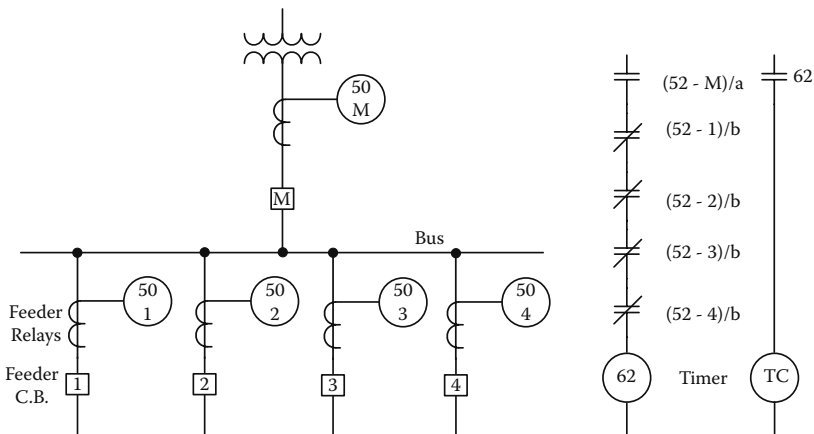 50
M
(52 - M)/a
62
(52 - 1)/b
M
(52 - 2)/b
Bus
(52 - 3)/b
Feeder
Relays
50
1
50
2
50
3
50
4
(52 - 4)/b
Feeder
C.B.
1
2
3
4
62
Timer
TC